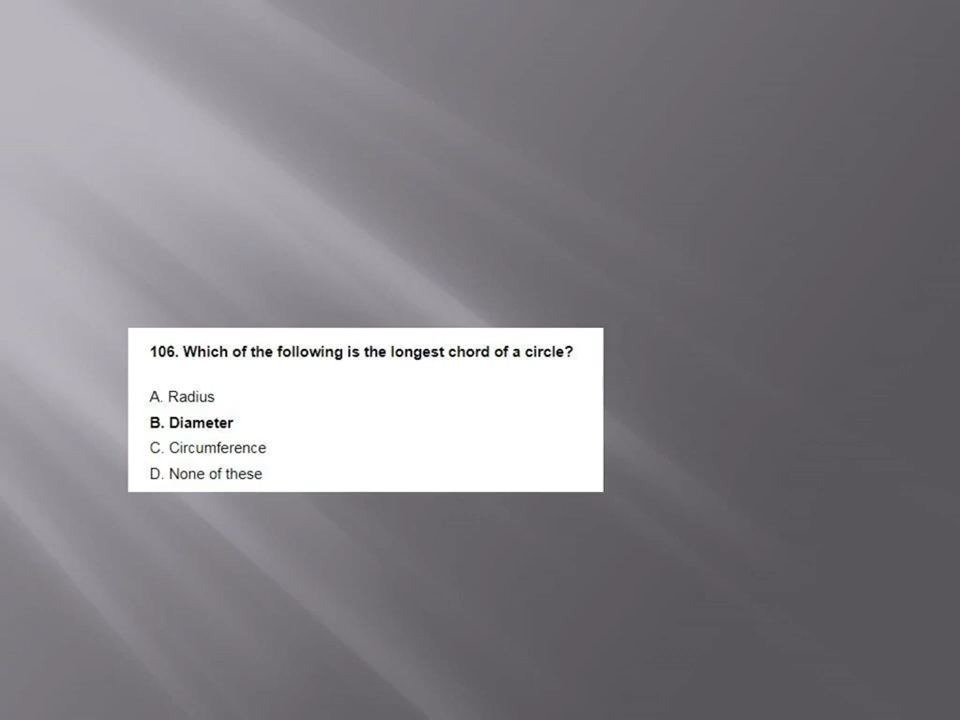 106. Which of the following is the longest chord of a circle?
A. Radius
B. Diameter
C. Circumference
D. None of these